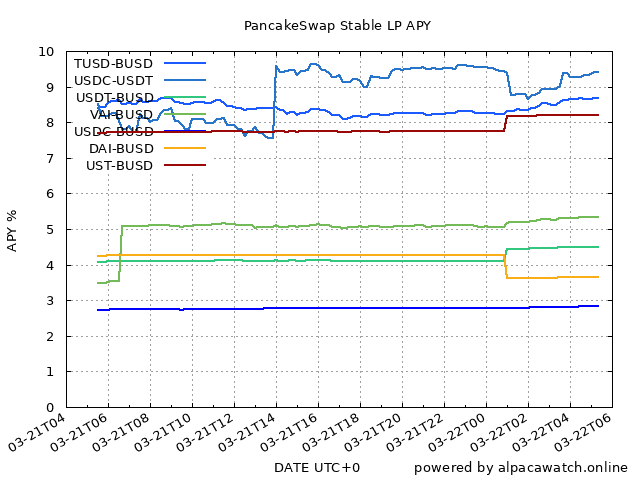 PancakeSwap Stable LP APY
10
9
8
7
6
5
4
3
2
1
0
APY %
TUSD-BUSD
USDC-USDT
USDT-BUSD
VAI-BUSD
USDC-BUSD
DAI-BUSD
UST-BUSD
03-21T04
03-21T06
03-21T08
03-21T10
03-21T12
03-21T14
03-21T16
03-21T18
03-21T20
03-21T22
03-22T00
03-22T02
03-22T04
03-22T06
DATE UTC+0
powered by alpacawatch.online